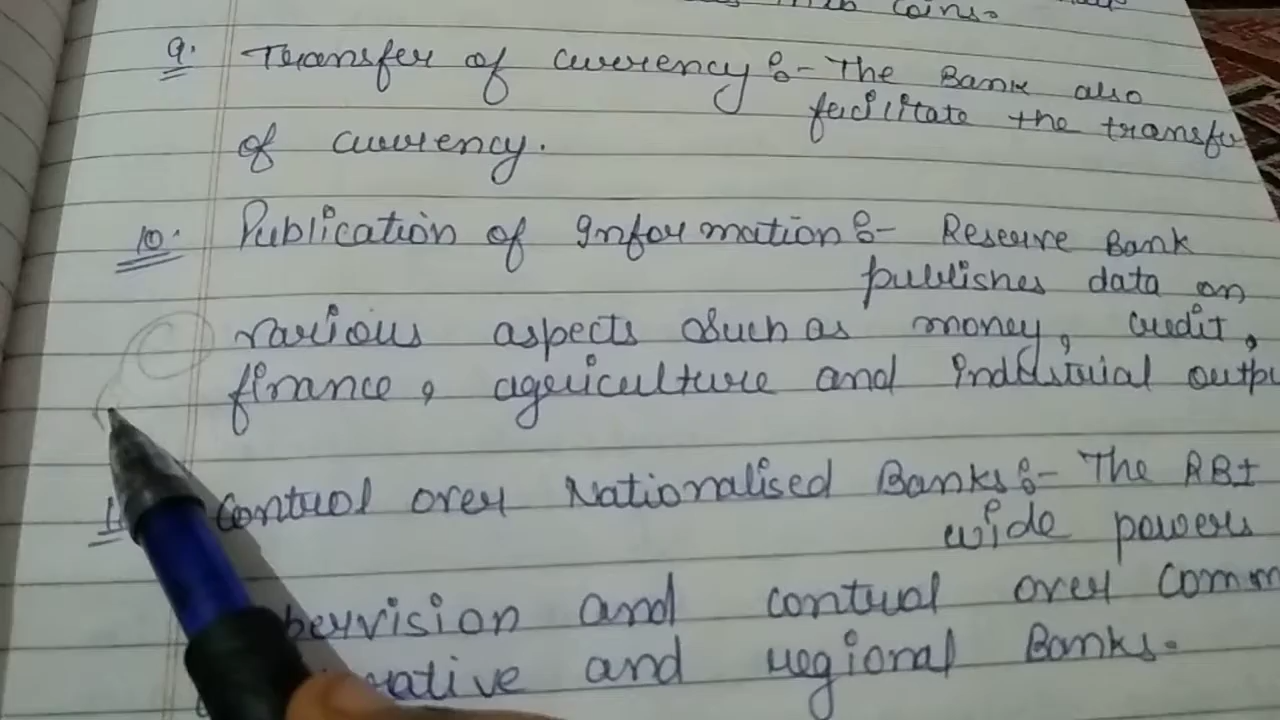 coins.
9. Transfer of currency :- The Bank also
facilitate the transfe
of currency.
10. Publication of Information :- Reserve Bank
publishes data on
various aspects such as money, credit,
finance, agriculture and industrial outpu
Control over Nationalised Banks :- The RBI
wide powers
pervision and control over comm
rative and regional Banks.